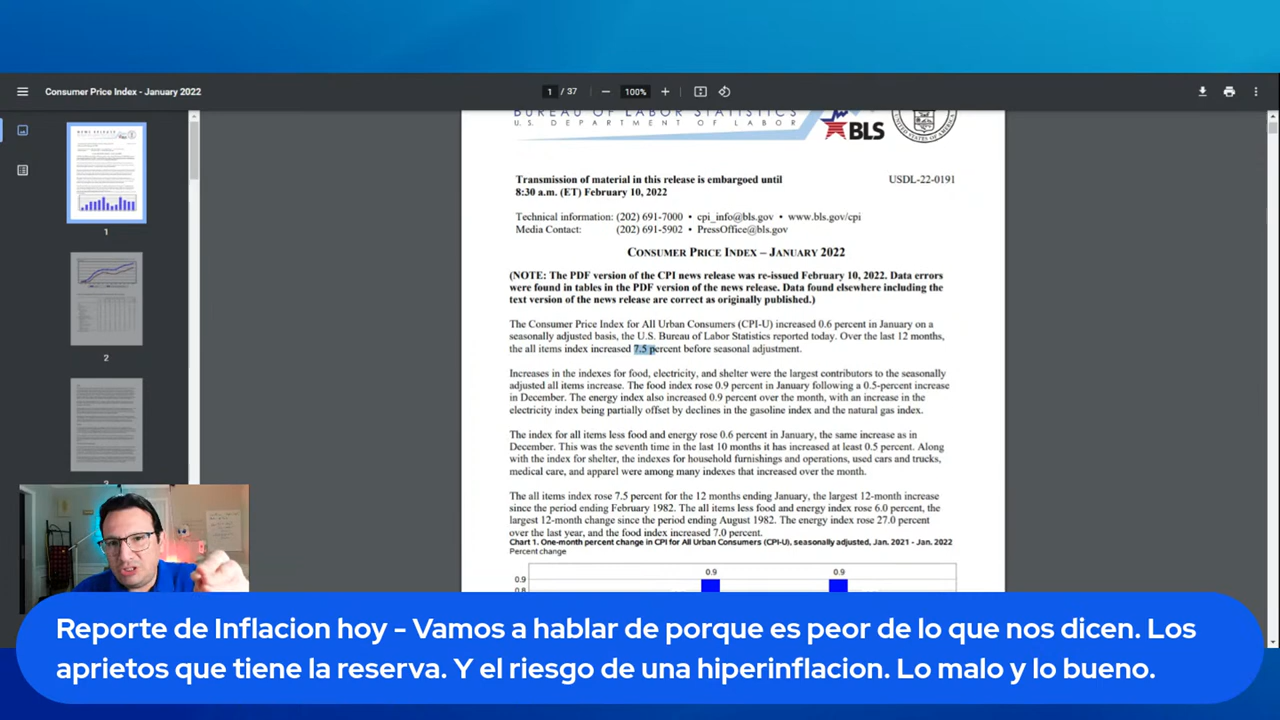 Consumer Price Index - January 2022
1 / 37
100%
BUREAU OF LABOR STATISTICS
U. S. DEPARTMENT OF LABOR
BLS
Transmission of material in this release is embargoed until
USDL-22-0191
8:30 a.m. (ET) February 10, 2022
Technical information: (202) 691-7000 • cpi_info@bls.gov • www.bls.gov/cpi
Media Contact: (202) 691-5902 • PressOffice@bls.gov
CONSUMER PRICE INDEX – JANUARY 2022
(NOTE: The PDF version of the CPI news release was re-issued February 10, 2022. Data errors
were found in tables in the PDF version of the news release. Data found elsewhere including the
text version of the news release are correct as originally published.)
The Consumer Price Index for All Urban Consumers (CPI-U) increased 0.6 percent in January on a
seasonally adjusted basis, the U.S. Bureau of Labor Statistics reported today. Over the last 12 months,
the all items index increased 7.5 percent before seasonal adjustment.
Increases in the indexes for food, electricity, and shelter were the largest contributors to the seasonally
adjusted all items increase. The food index rose 0.9 percent in January following a 0.5-percent increase
in December. The energy index also increased 0.9 percent over the month, with an increase in the
electricity index being partially offset by declines in the gasoline index and the natural gas index.
The index for all items less food and energy rose 0.6 percent in January, the same increase as in
December. This was the seventh time in the last 10 months it has increased at least 0.5 percent. Along
with the index for shelter, the indexes for household furnishings and operations, used cars and trucks,
medical care, and apparel were among many indexes that increased over the month.
The all items index rose 7.5 percent for the 12 months ending January, the largest 12-month increase
since the period ending February 1982. The all items less food and energy index rose 6.0 percent, the
largest 12-month change since the period ending August 1982. The energy index rose 27.0 percent
over the last year, and the food index increased 7.0 percent.
Chart 1. One-month percent change in CPI for All Urban Consumers (CPI-U), seasonally adjusted, Jan. 2021 - Jan. 2022
Percent change
0.9 0.9
0.9
0.8
1
2
3
Reporte de Inflacion hoy - Vamos a hablar de porque es peor de lo que nos dicen. Los
aprietos que tiene la reserva. Y el riesgo de una hiperinflacion. Lo malo y lo bueno.